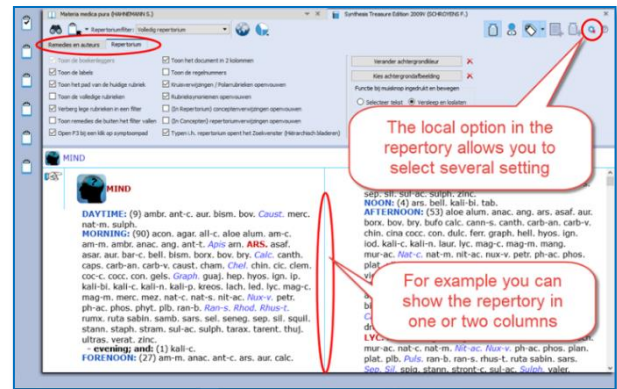 Materia medica pura (HAHNEMANN S.)
Synthesis Treasure Edition 2009V (SCHROYENS F.)
Repertoriumfilter: Volledig repertorium
Remedies en auteurs
Repertorium
Toon de boekenleggers
Toon de labels
Toon het pad van de huidige rubriek
Toon de volledige rubrieken
Verberg lege rubrieken in een filter
Toon remedies die buiten het filter vallen
Open P3 bij een klik op symptoompad
Toon het document in 2 kolommen
Toon de regelnummers
Kruisverwijzingen / Polairubrieken openvouwen
Rubrieksynoniemen openvouwen
(In Repertorium) conceptenverwijzingen openvouwen
(In Concepten) repertoriumverwijzingen openvouwen
Typen i.h. repertorium opent het Zoekvenster (Hiërarchisch bladeren)
Verander achtergrondkleur
Kies achtergrondafbeelding
Functie bij muisknop ingedrukt en bewegen
Selecteer tekst
Versleep en loslaten
The local option in the
repertory allows you to
select several setting
MIND
MIND
DAYTIME: (9) ambr. ant-c. aur. bism. bov. Caust. merc.
nat-m. sulph.
MORNING: (90) acon. agar. all-c. aloe alum. am-c.
am-m. ambr. anac. ang. ant-t. Apis arn. ARS. asaf.
asar. aur. bar-c. bell. bism. borx. bov. bry. Calc. canth.
caps. carb-an. carb-v. caust. cham. Chel. chin. cic. clem.
coc-c. cocc. con. gels. Graph. guaj. hep. hyos. ign. ip.
kali-bi. kali-c. kali-n. kali-p. kreos. lach. led. lyc. mag-c.
mag-m. merc. mez. nat-c. nat-s. nit-ac. Nux-v. petr.
ph-ac. phos. phyt. plb. ran-b. Ran-s. Rhod. Rhus-t.
rumx. ruta sabin. samb. sars. sel. seneg. sep. sil. squil.
stann. staph. stram. sul-ac. sulph. tarax. tarent. thuj.
ultras. verat. zinc.
- evening; and: (1) kali-c.
FORENOON: (27) am-m. anac. ant-c. ars. aur. calc.
sep. sil. sul-ac. sulph. zinc.
NOON: (4) ars. bell. kali-bi. tab.
AFTERNOON: (53) aloe alum. anac. ang. ars. asaf. aur.
borx. bov. bry. bufo calc. cann-s. canth. carb-an. carb-v.
chin. cina cocc. con. dulc. ferr. graph. hell. hyos. ign.
iod. kali-c. kali-n. laur. lyc. mag-c. mag-m. mang.
mur-ac. Nat-c. nat-m. nit-ac. nux-v. petr. ph-ac. phos.
For example you can
show the repertory in
one or two columns
mur-ac. nat-c. nat-m. Nit-ac. Nux-v. ph-ac. phos. plan.
plat. plb. Puls. ran-b. ran-s. rhus-t. ruta sabin. sars.
Sep. Sil. spig. stann. stront-c. sul-ac. Sulph. valer.